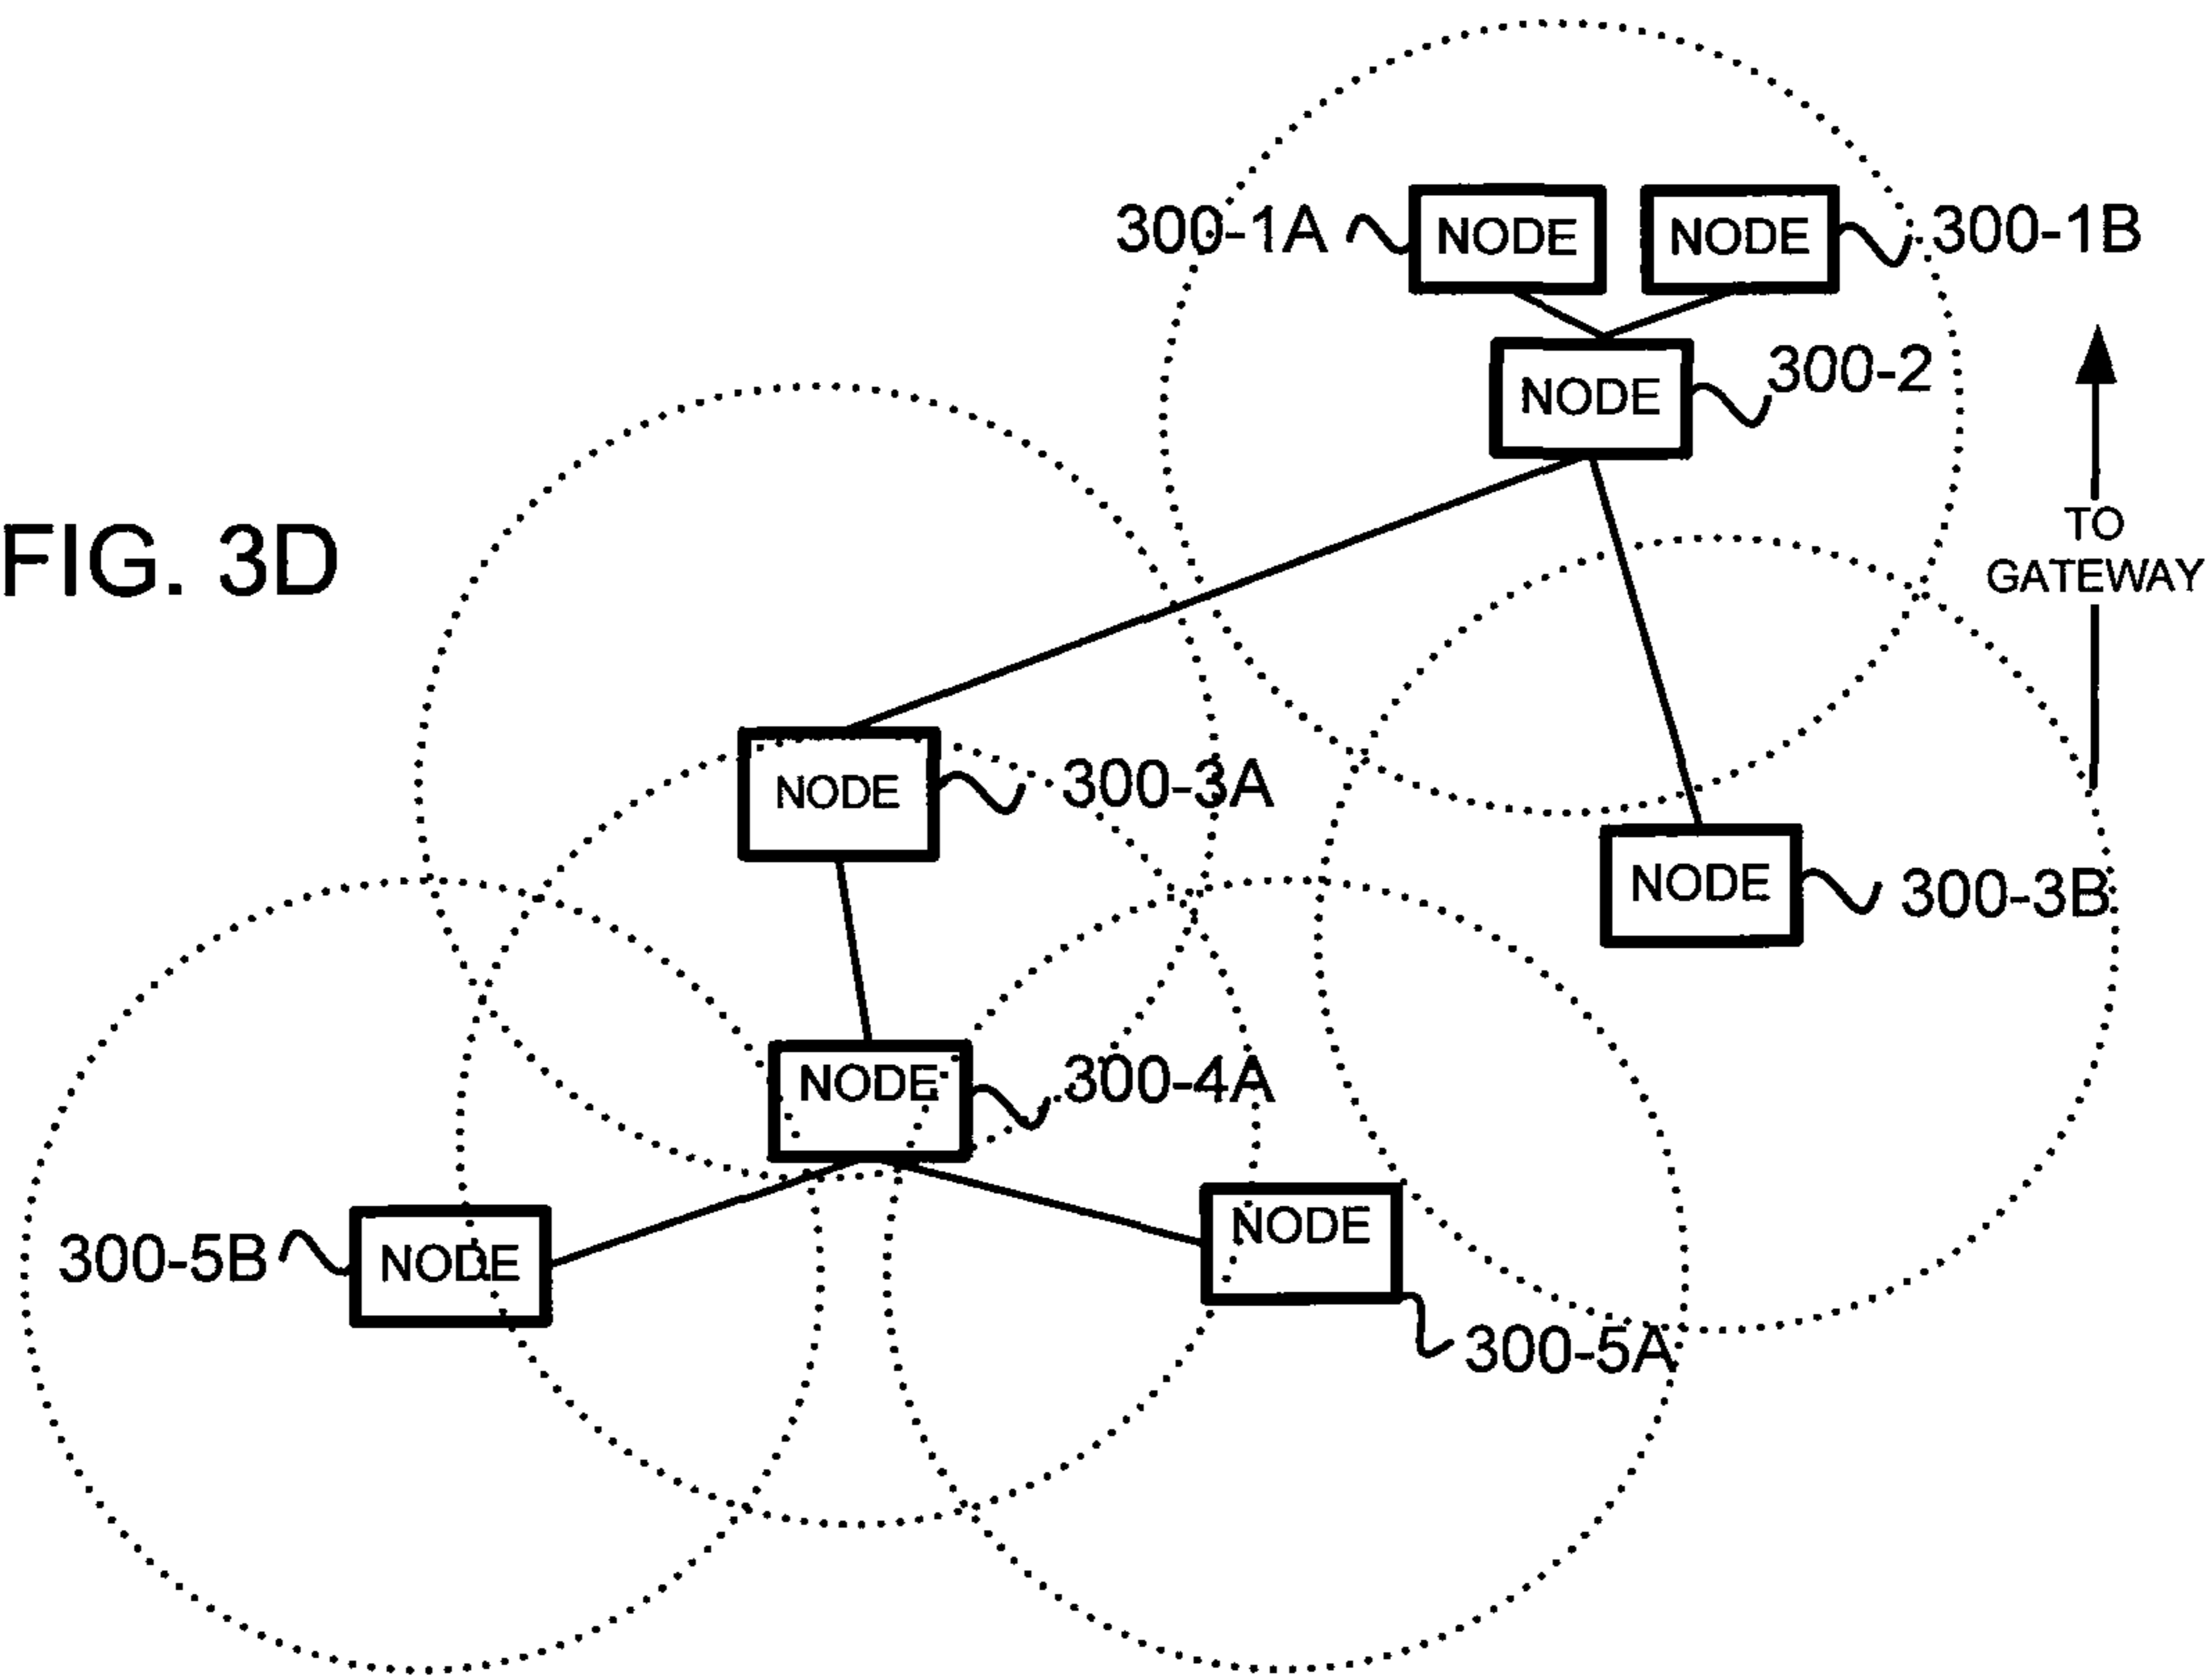 300-1A
NODE
NODE
300-1B
NODE
300-2
FIG. 3D
TO
GATEWAY
NODE
300-3A
NODE
300-3B
NODE
300-4A
300-5B
NODE
NODE
300-5A